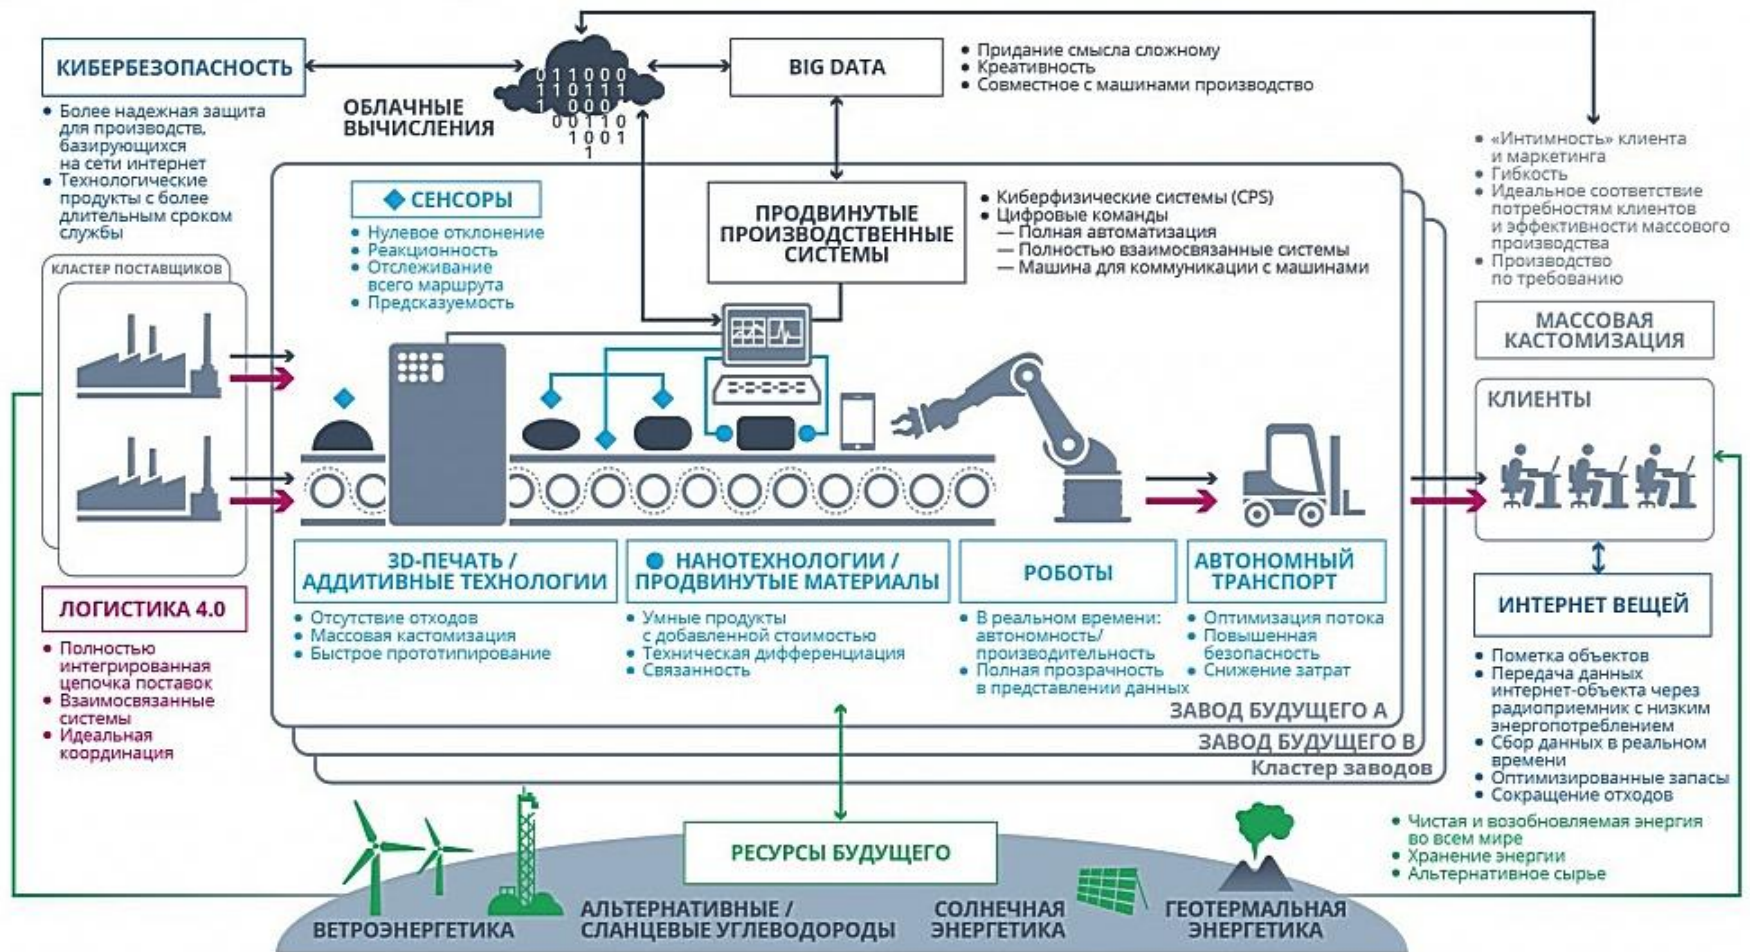 КИБЕРБЕЗОПАСНОСТЬ
• Более надежная защита
для производств,
базирующихся
на сети интернет
• Технологические
продукты с более
длительным сроком
службы
ОБЛАЧНЫЕ
ВЫЧИСЛЕНИЯ
011000
110111
1 000 1
00110
1001
1
BIG DATA
• Придание смысла сложному
• Креативность
• Совместное с машинами производство
• «Интимность» клиента
и маркетинга
• Гибкость
• Идеальное соответствие
потребностям клиентов
и эффективности массового
производства
• Производство
по требованию
МАССОВАЯ
КАСТОМИЗАЦИЯ
КЛИЕНТЫ
СЕНСОРЫ
• Нулевое отклонение
• Реакционность
• Отслеживание
всего маршрута
• Предсказуемость
ПРОДВИНУТЫЕ
ПРОИЗВОДСТВЕННЫЕ
СИСТЕМЫ
• Киберфизические системы (CPS)
• Цифровые команды
— Полная автоматизация
— Полностью взаимосвязанные системы
— Машина для коммуникации с машинами
КЛАСТЕР ПОСТАВЩИКОВ
ЛОГИСТИКА 4.0
• Полностью
интегрированная
цепочка поставок
• Взаимосвязанные
системы
• Идеальная
координация
3D-ПЕЧАТЬ /
АДДИТИВНЫЕ ТЕХНОЛОГИИ
• Отсутствие отходов
• Массовая кастомизация
• Быстрое прототипирование
НАНОТЕХНОЛОГИИ /
ПРОДВИНУТЫЕ МАТЕРИАЛЫ
• Умные продукты
с добавленной стоимостью
• Техническая дифференциация
• Связанность
РОБОТЫ
• В реальном времени:
автономность/
производительность
• Полная прозрачность
в представлении данных
АВТОНОМНЫЙ
ТРАНСПОРТ
• Оптимизация потока
• Повышенная
безопасность
• Снижение затрат
ЗАВОД БУДУЩЕГО А
ЗАВОД БУДУЩЕГО В
Кластер заводов
ИНТЕРНЕТ ВЕЩЕЙ
• Пометка объектов
• Передача данных
интернет-объекта через
радиоприемник с низким
энергопотреблением
• Сбор данных в реальном
времени
• Оптимизированные запасы
• Сокращение отходов
• Чистая и возобновляемая энергия
во всем мире
• Хранение энергии
• Альтернативное сырье
РЕСУРСЫ БУДУЩЕГО
ВЕТРОЭНЕРГЕТИКА
АЛЬТЕРНАТИВНЫЕ /
СЛАНЦЕВЫЕ УГЛЕВОДОРОДЫ
СОЛНЕЧНАЯ
ЭНЕРГЕТИКА
ГЕОТЕРМАЛЬНАЯ
ЭНЕРГЕТИКА